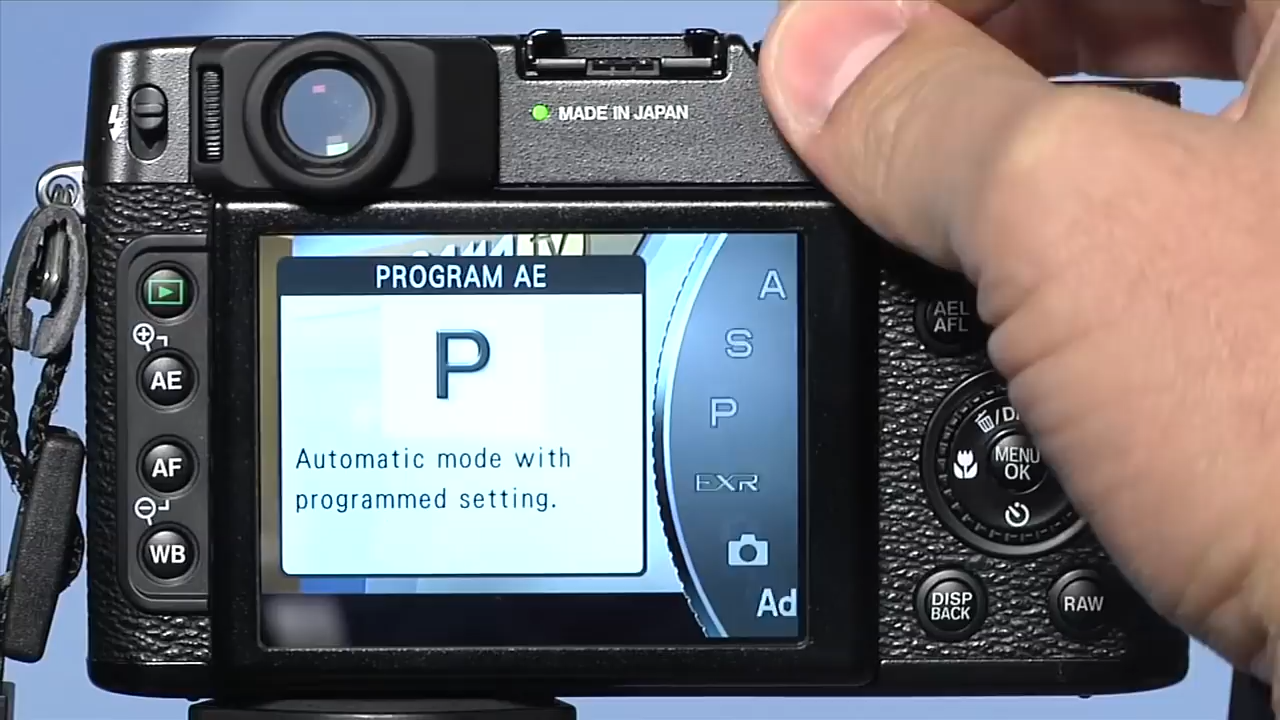 MADE IN JAPAN
PROGRAM AE
P
Automatic mode with
programmed setting.
A
S
P
EXR
Ad
AE
AF
WB
AEL
AFL
MENU
OK
DISP
BACK
RAW